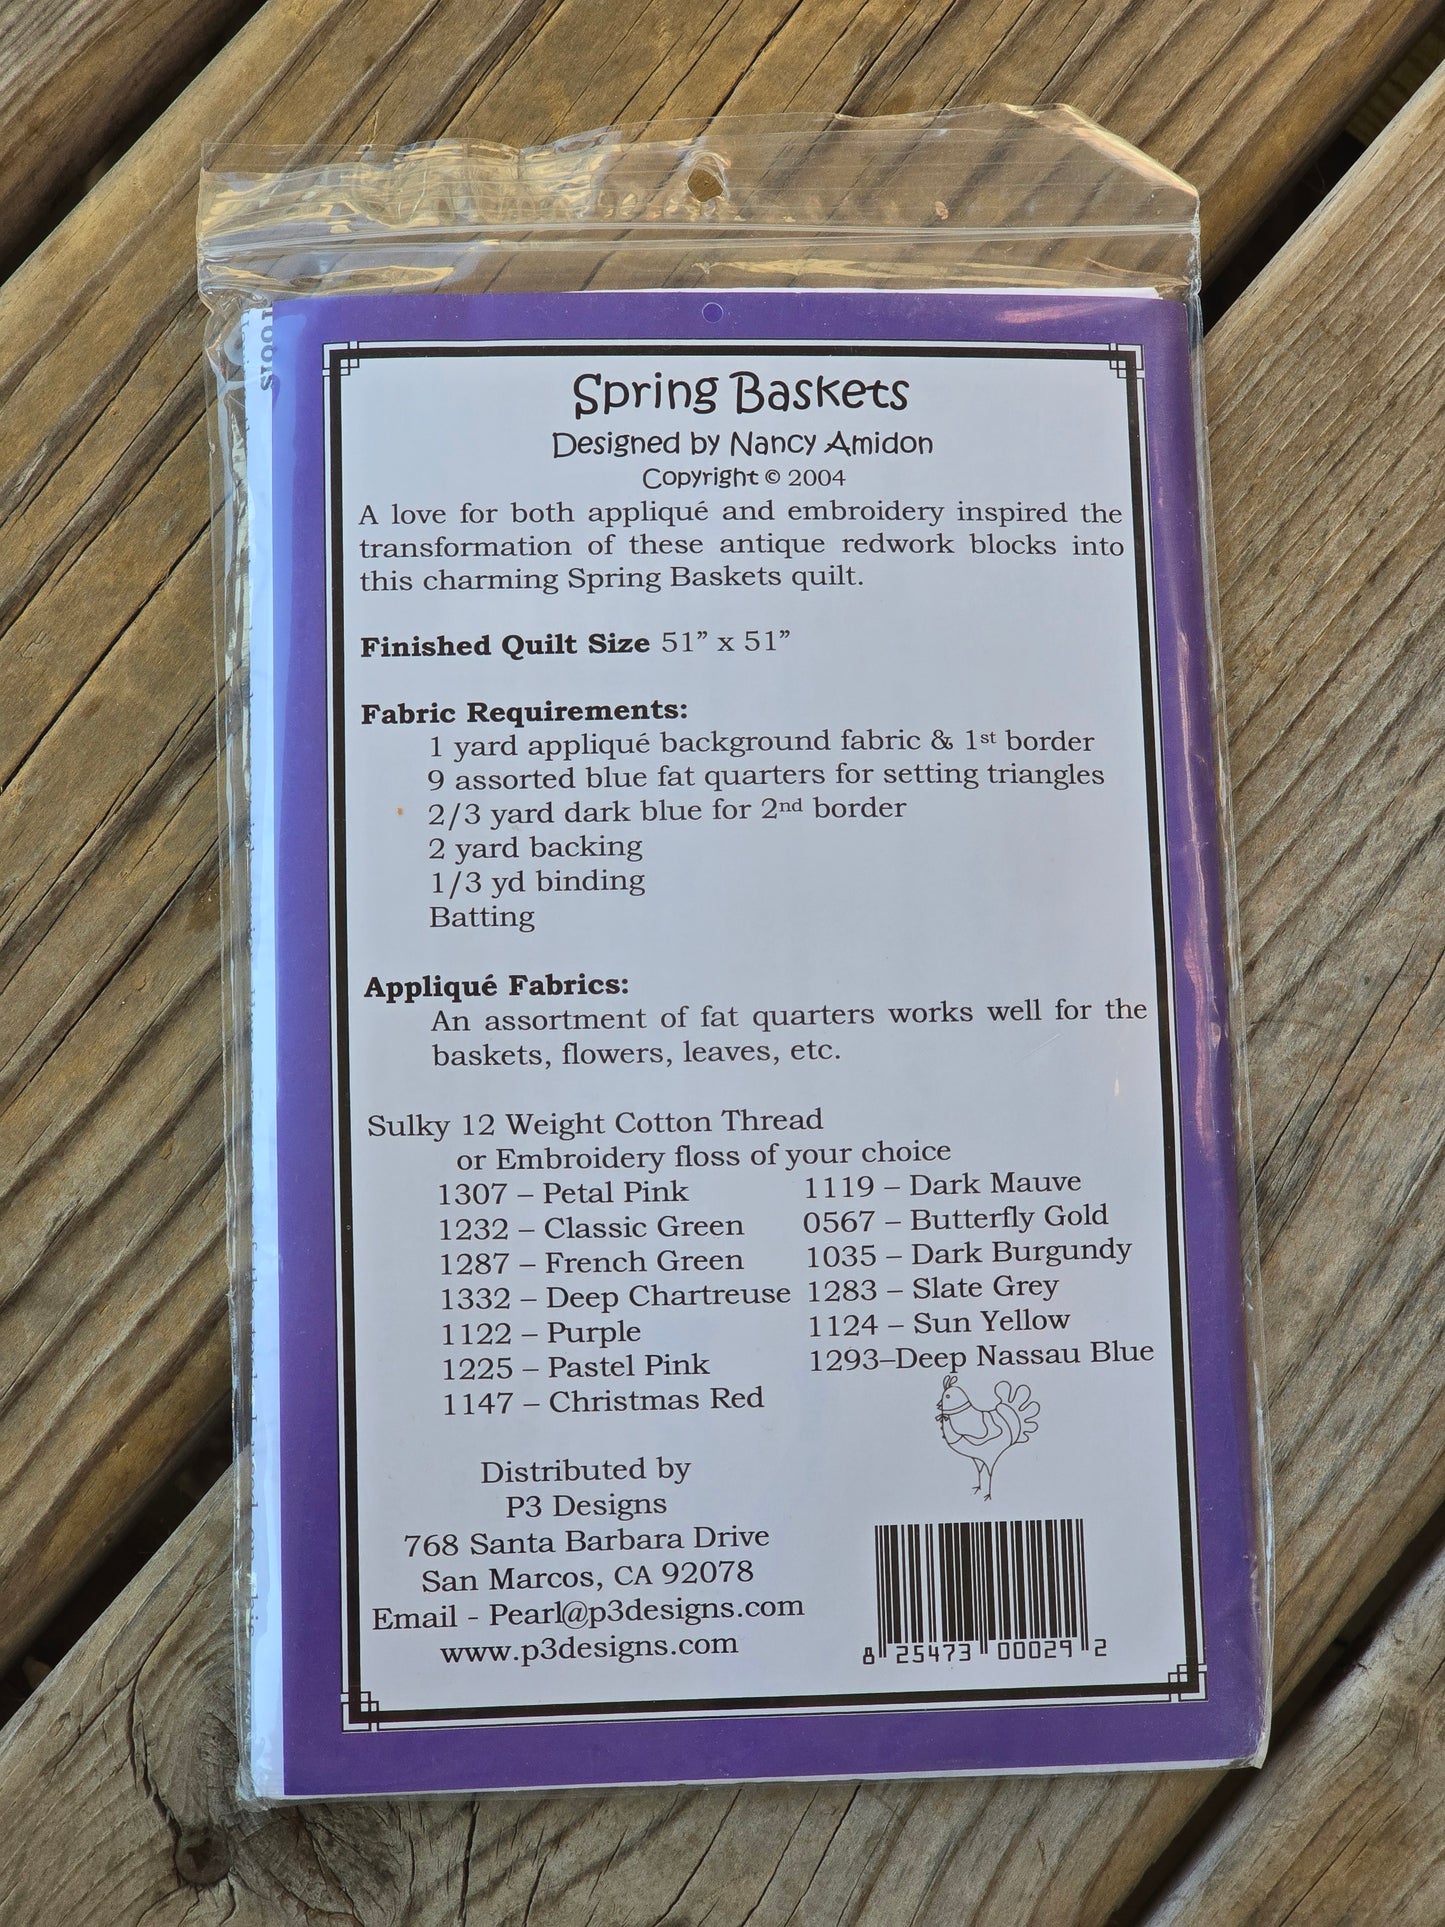 Spring Baskets
Designed by Nancy Amidon
Copyright © 2004
A love for both appliqué and embroidery inspired the
transformation of these antique redwork blocks into
this charming Spring Baskets quilt.
Finished Quilt Size 51” x 51”
Fabric Requirements:
1 yard appliqué background fabric & 1st border
9 assorted blue fat quarters for setting triangles
2/3 yard dark blue for 2nd border
2 yard backing
1/3 yd binding
Batting
Appliqué Fabrics:
An assortment of fat quarters works well for the
baskets, flowers, leaves, etc.
Sulky 12 Weight Cotton Thread
or Embroidery floss of your choice
1307 – Petal Pink
1232 – Classic Green
1287 – French Green
1332 – Deep Chartreuse
1122 – Purple
1225 – Pastel Pink
1147 – Christmas Red
1119 – Dark Mauve
0567 – Butterfly Gold
1035 – Dark Burgundy
1283 – Slate Grey
1124 – Sun Yellow
1293–Deep Nassau Blue
Distributed by
P3 Designs
768 Santa Barbara Drive
San Marcos, CA 92078
Email - Pearl@p3designs.com
www.p3designs.com
8 25473 00029 2